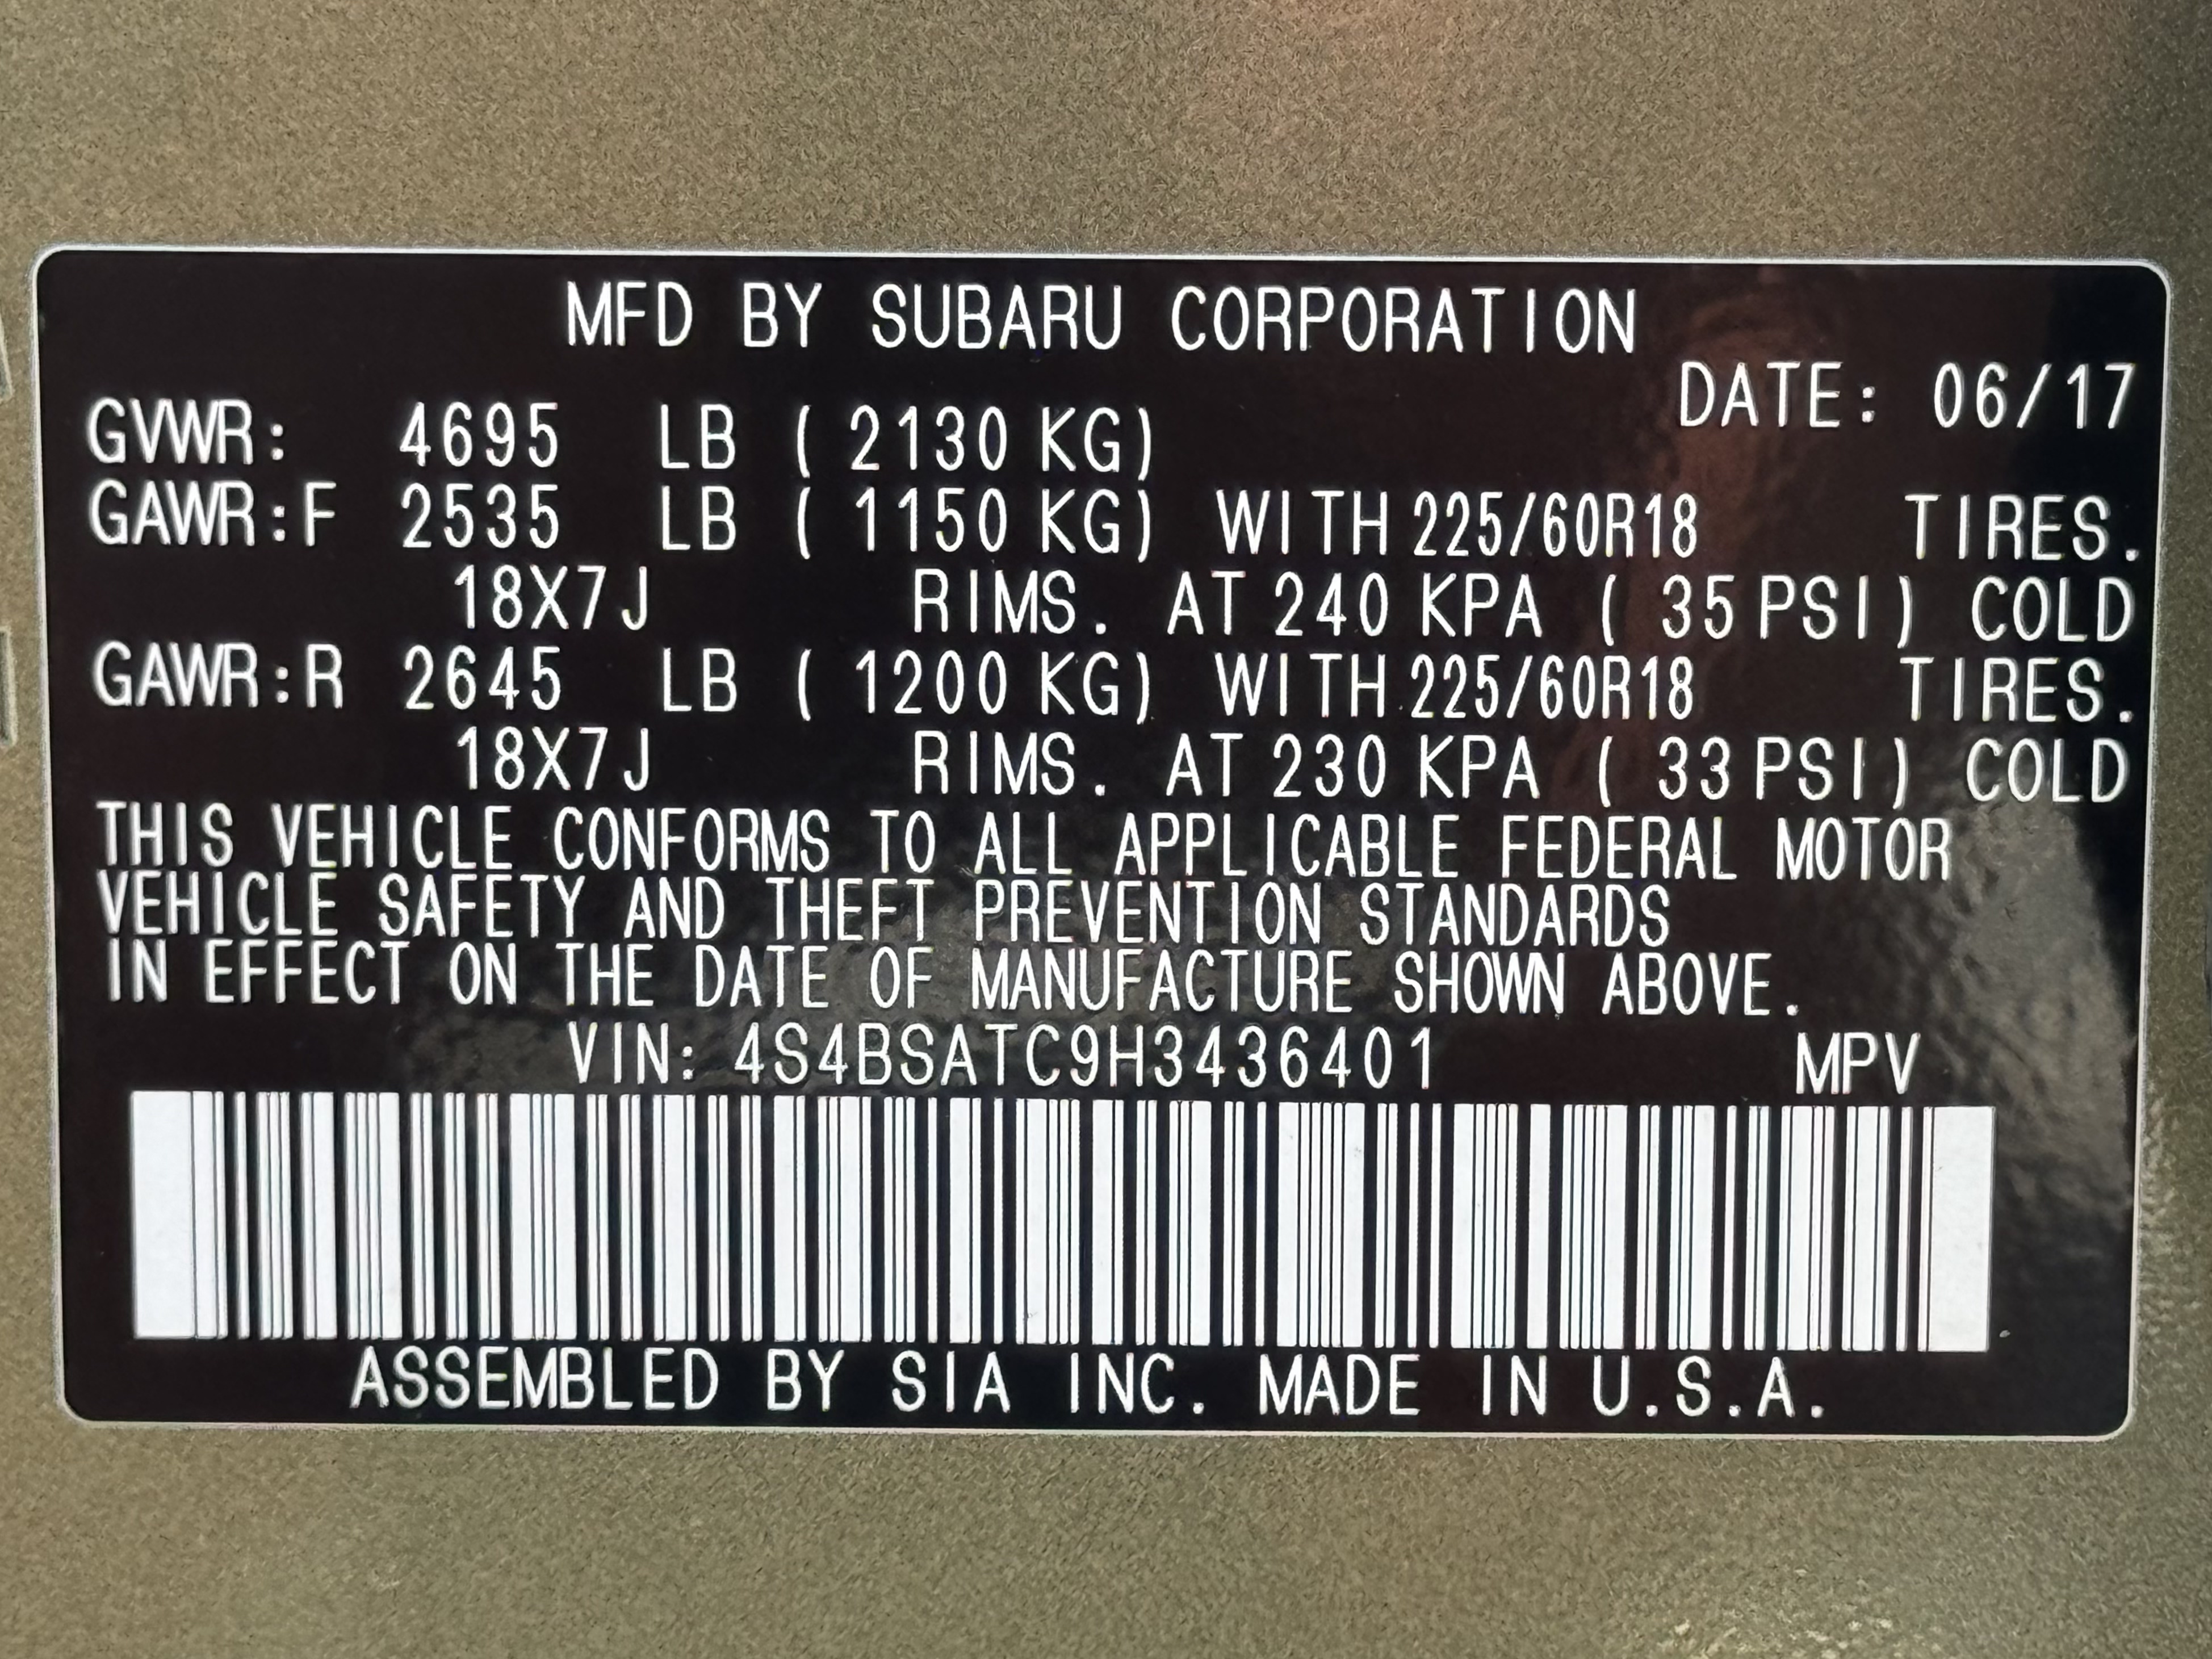 MFD BY SUBARU CORPORATION
DATE: 06/17
GVWR: 4695 LB ( 2130 KG)
GAWR:F 2535 LB ( 1150 KG) WITH 225/60R18 TIRES.
18X7J RIMS. AT 240 KPA ( 35 PSI) COLD
GAWR:R 2645 LB ( 1200 KG) WITH 225/60R18 TIRES.
18X7J RIMS. AT 230 KPA ( 33 PSI) COLD
THIS VEHICLE CONFORMS TO ALL APPLICABLE FEDERAL MOTOR
VEHICLE SAFETY AND THEFT PREVENTION STANDARDS
IN EFFECT ON THE DATE OF MANUFACTURE SHOWN ABOVE.
VIN: 4S4BSATC9H3436401 MPV
ASSEMBLED BY SIA INC. MADE IN U.S.A.